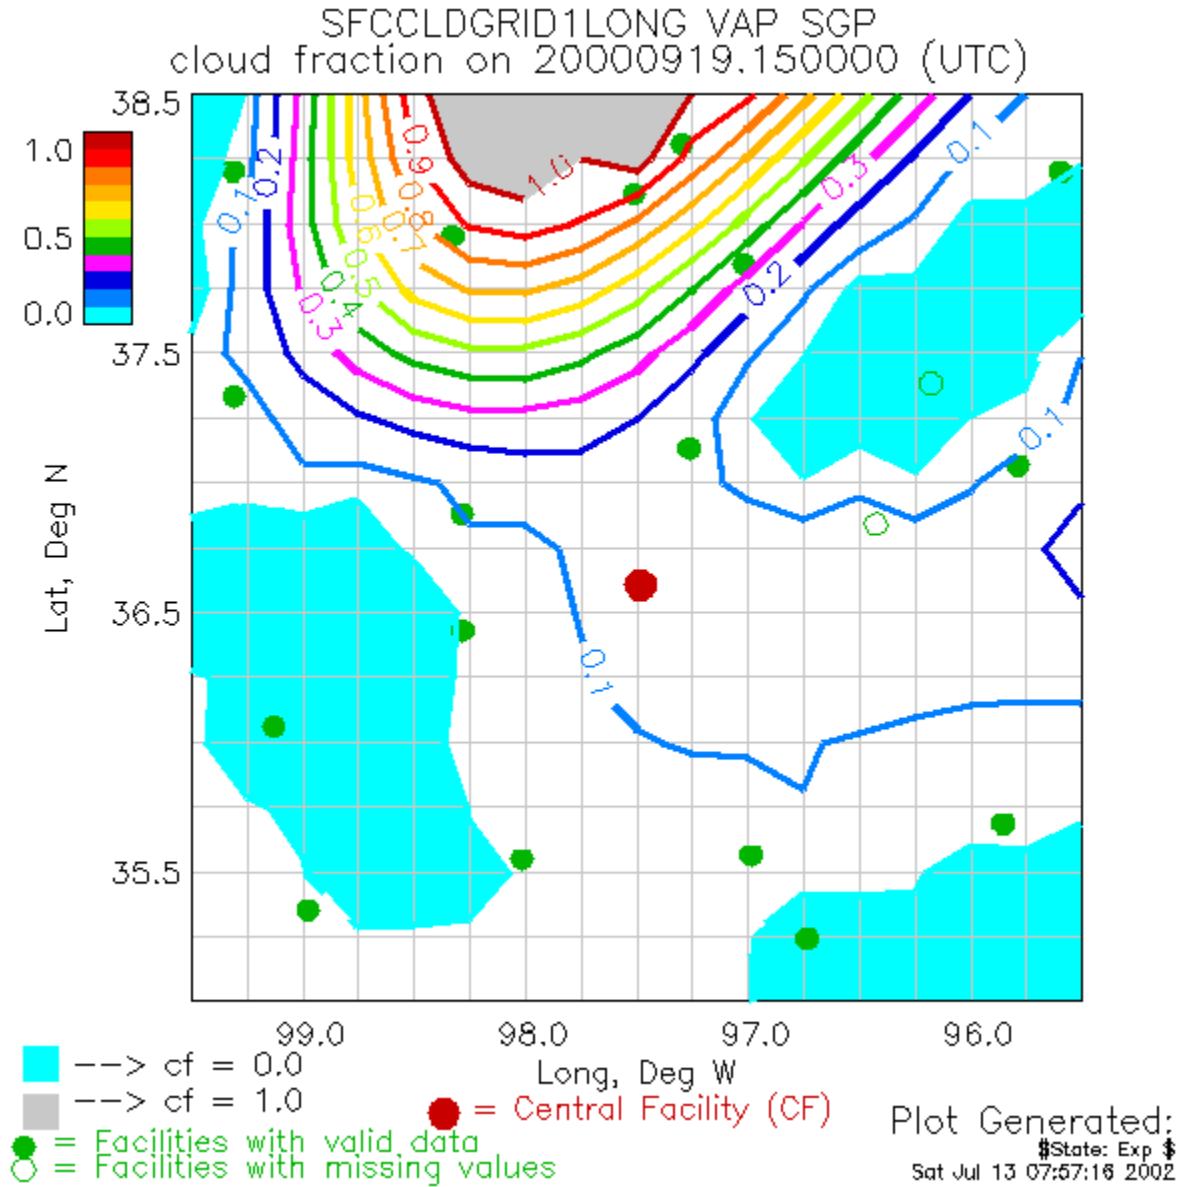 SFCCLDGRID1LONG VAP SGP
cloud fraction on 20000919.150000 (UTC)
38.5
37.5
36.5
35.5
1.0
0.5
0.0
Lat, Deg N
0.1
0.2
0.3
0.4
0.5
0.6
0.7
0.8
0.9
1.0
0.3
0.2
0.1
0.1
0.1
99.0 98.0 97.0 96.0
Long, Deg W
--> cf = 0.0
--> cf = 1.0
= Central Facility (CF)
= Facilities with valid data
= Facilities with missing values
Plot Generated:
$State: Exp $
Sat Jul 13 07:57:16 2002